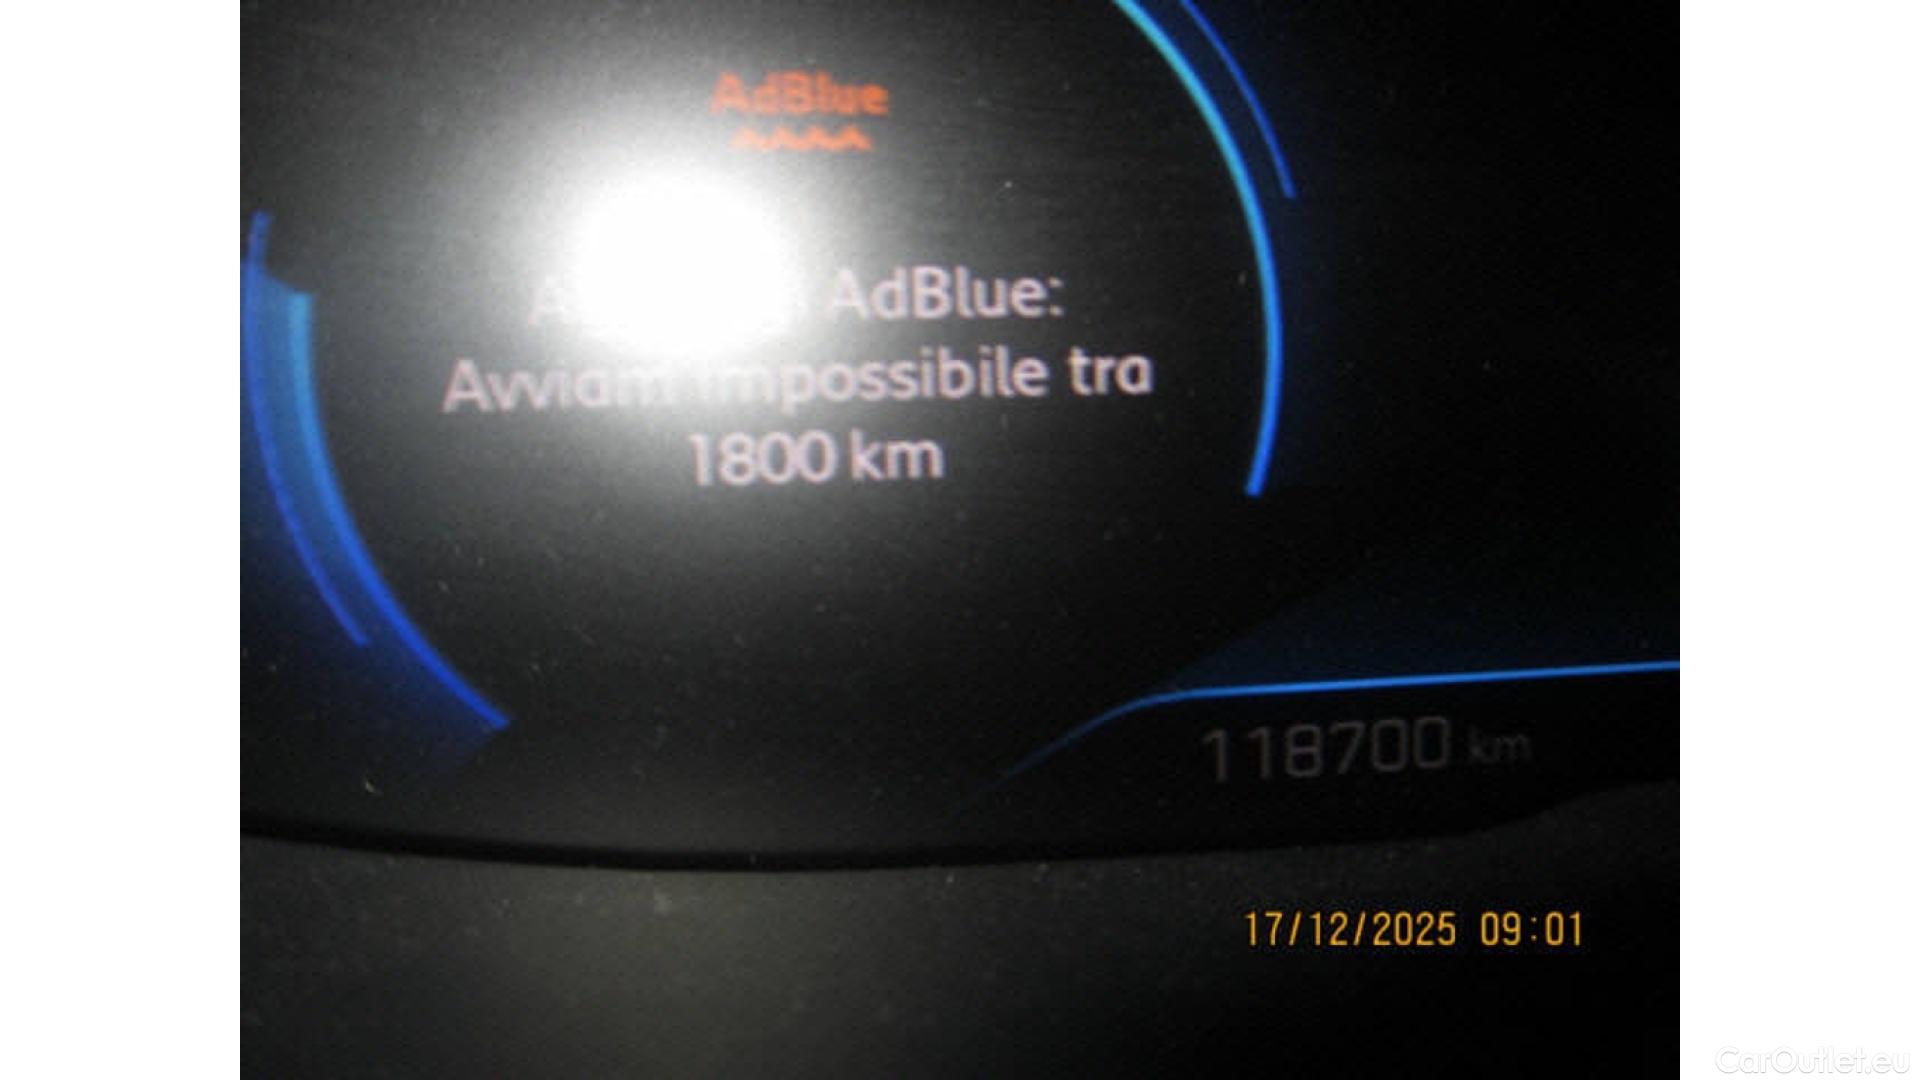 AdBlue
AdBlue:
impossibile tra
1800 km
118700 km
17/12/2025 09:01
CarOutlet.eu